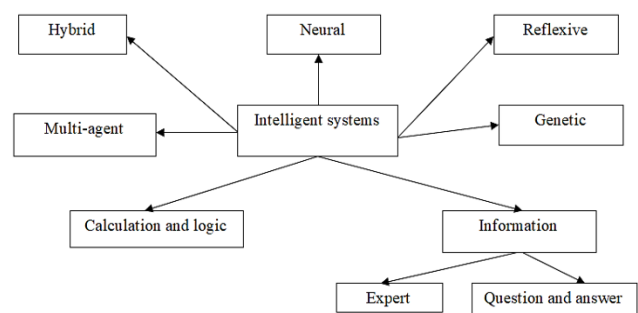 Hybrid
Neural
Reflexive
Multi-agent
Intelligent systems
Genetic
Calculation and logic
Information
Expert
Question and answer